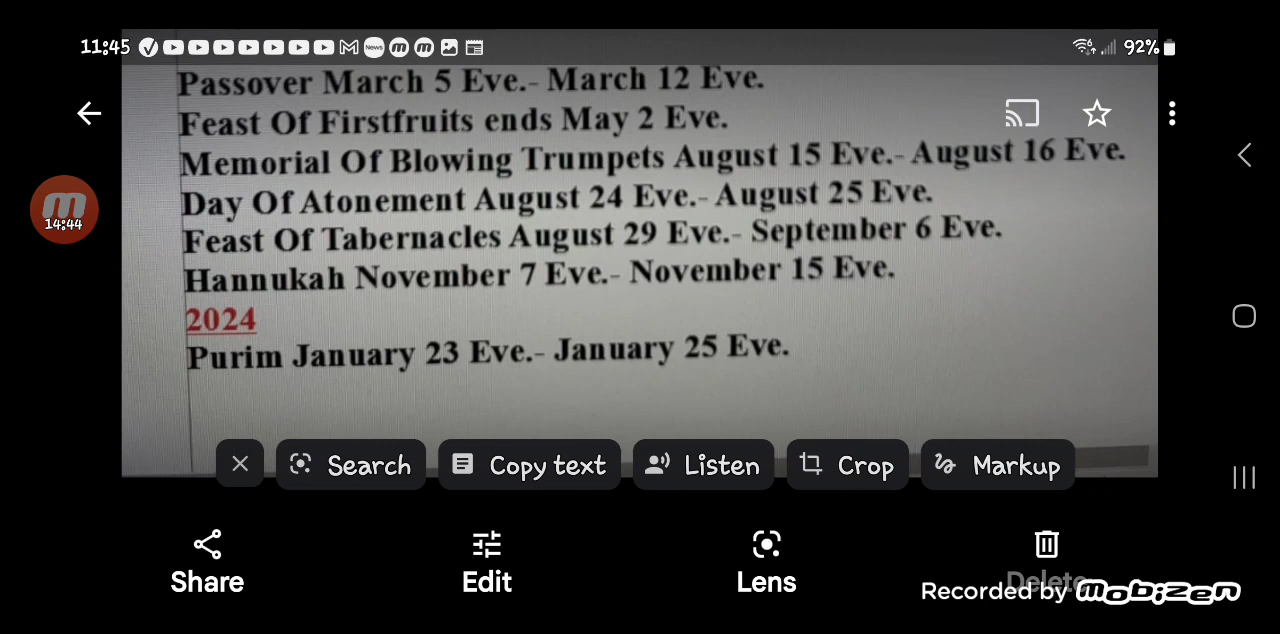 11:45
News
92%
Passover March 5 Eve.- March 12 Eve.
Feast Of Firstfruits ends May 2 Eve.
Memorial Of Blowing Trumpets August 15 Eve.- August 16 Eve.
Day Of Atonement August 24 Eve.- August 25 Eve.
14:44
Feast Of Tabernacles August 29 Eve.- September 6 Eve.
Hannukah November 7 Eve.- November 15 Eve.
2024
Purim January 23 Eve.- January 25 Eve.
Search Copy text Listen Crop Markup
Share Edit Lens Delete
Recorded by mobizen